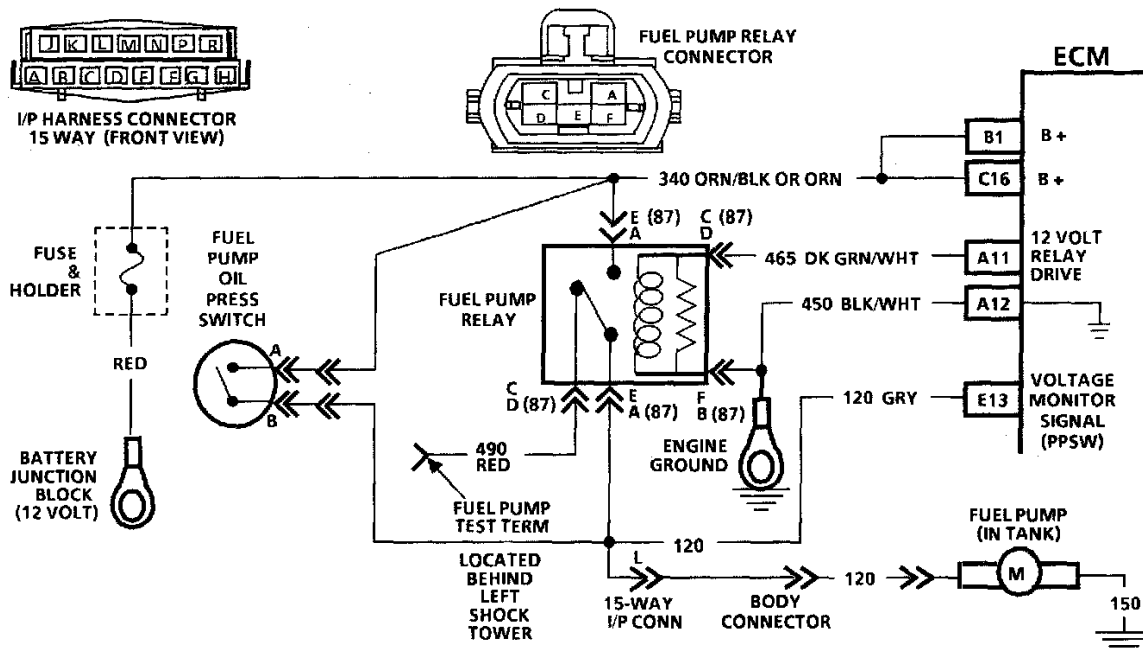 J K L M N P R
A B C D E F G H
I/P HARNESS CONNECTOR
15 WAY (FRONT VIEW)
FUEL PUMP RELAY
CONNECTOR
C A
D E F
ECM
B1 B +
C16 B +
340 ORN/BLK OR ORN
FUSE
&
HOLDER
FUEL
PUMP
OIL
PRESS
SWITCH
E (87)
A
C (87)
D
465 DK GRN/WHT
A11
12 VOLT
RELAY
DRIVE
FUEL PUMP
RELAY
450 BLK/WHT
A12
RED
A
B
C
D (87)
E
A (87)
F
B (87)
120 GRY
E13
VOLTAGE
MONITOR
SIGNAL
(PPSW)
ENGINE
GROUND
BATTERY
JUNCTION
BLOCK
(12 VOLT)
490
RED
FUEL PUMP
TEST TERM
LOCATED
BEHIND
LEFT
SHOCK
TOWER
120
L
15-WAY
I/P CONN
BODY
CONNECTOR
120
FUEL PUMP
(IN TANK)
M
150